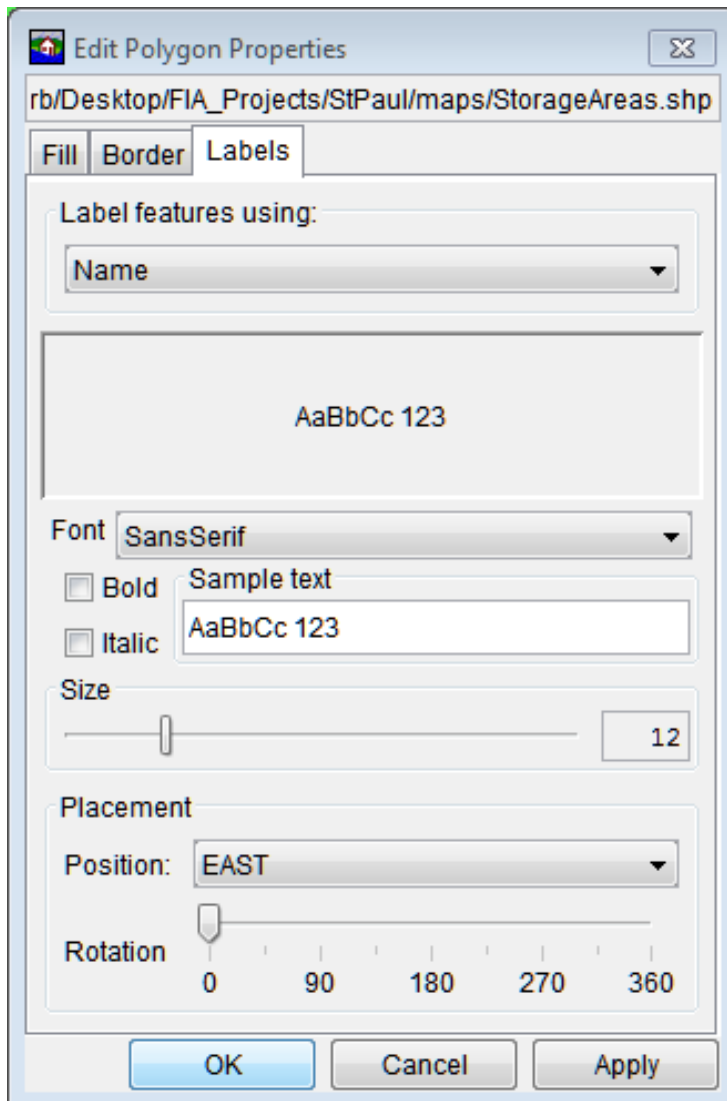 Edit Polygon Properties
rb/Desktop/FIA_Projects/StPaul/maps/StorageAreas.shp
Fill Border Labels
Label features using:
Name
AaBbCc 123
Font SansSerif
Bold Sample text
Italic AaBbCc 123
Size
12
Placement
Position: EAST
Rotation
0 90 180 270 360
OK Cancel Apply